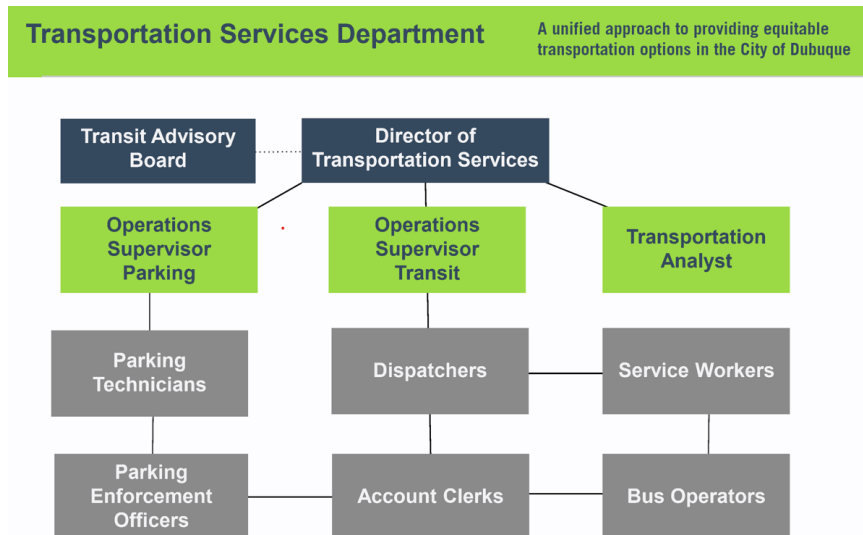 Transportation Services Department
A unified approach to providing equitable
transportation options in the City of Dubuque
Transit Advisory
Board
Director of
Transportation Services
Operations
Supervisor
Parking
Operations
Supervisor
Transit
Transportation
Analyst
Parking
Technicians
Dispatchers
Service Workers
Parking
Enforcement
Officers
Account Clerks
Bus Operators